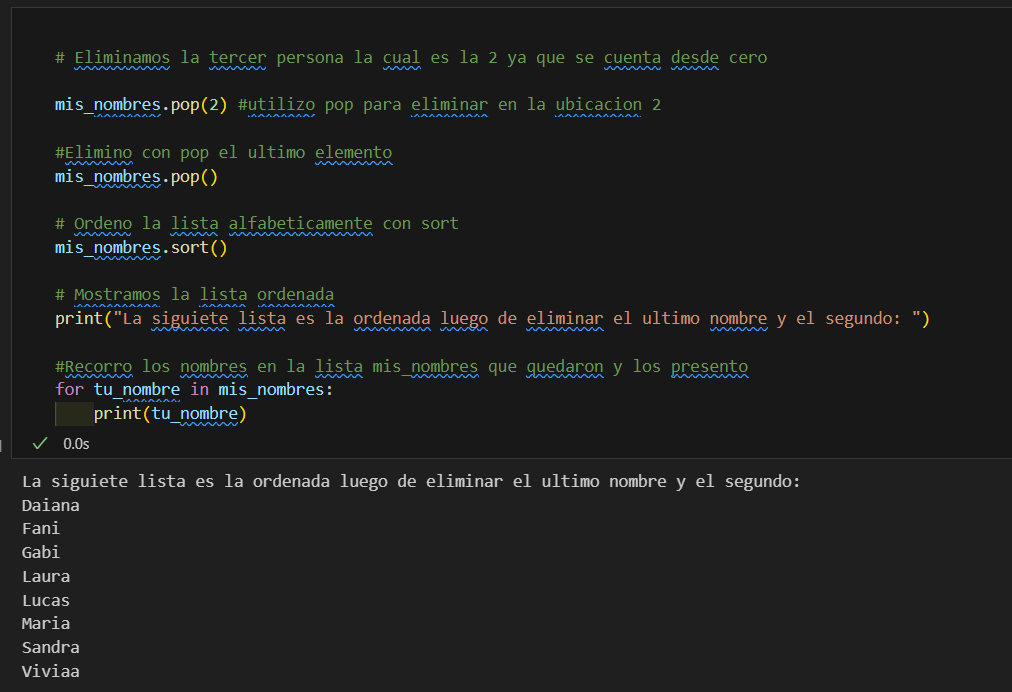 # Eliminamos la tercer persona la cual es la 2 ya que se cuenta desde cero
mis_nombres.pop(2) #utilizo pop para eliminar en la ubicacion 2
#Elimino con pop el ultimo elemento
mis_nombres.pop()
# Ordeno la lista alfabeticamente con sort
mis_nombres.sort()
# Mostramos la lista ordenada
print("La siguiete lista es la ordenada luego de eliminar el ultimo nombre y el segundo: ")
#Recorro los nombres en la lista mis_nombres que quedaron y los presento
for tu_nombre in mis_nombres:
    print(tu_nombre)
0.0s
La siguiete lista es la ordenada luego de eliminar el ultimo nombre y el segundo:
Daiana
Fani
Gabi
Laura
Lucas
Maria
Sandra
Viviaa